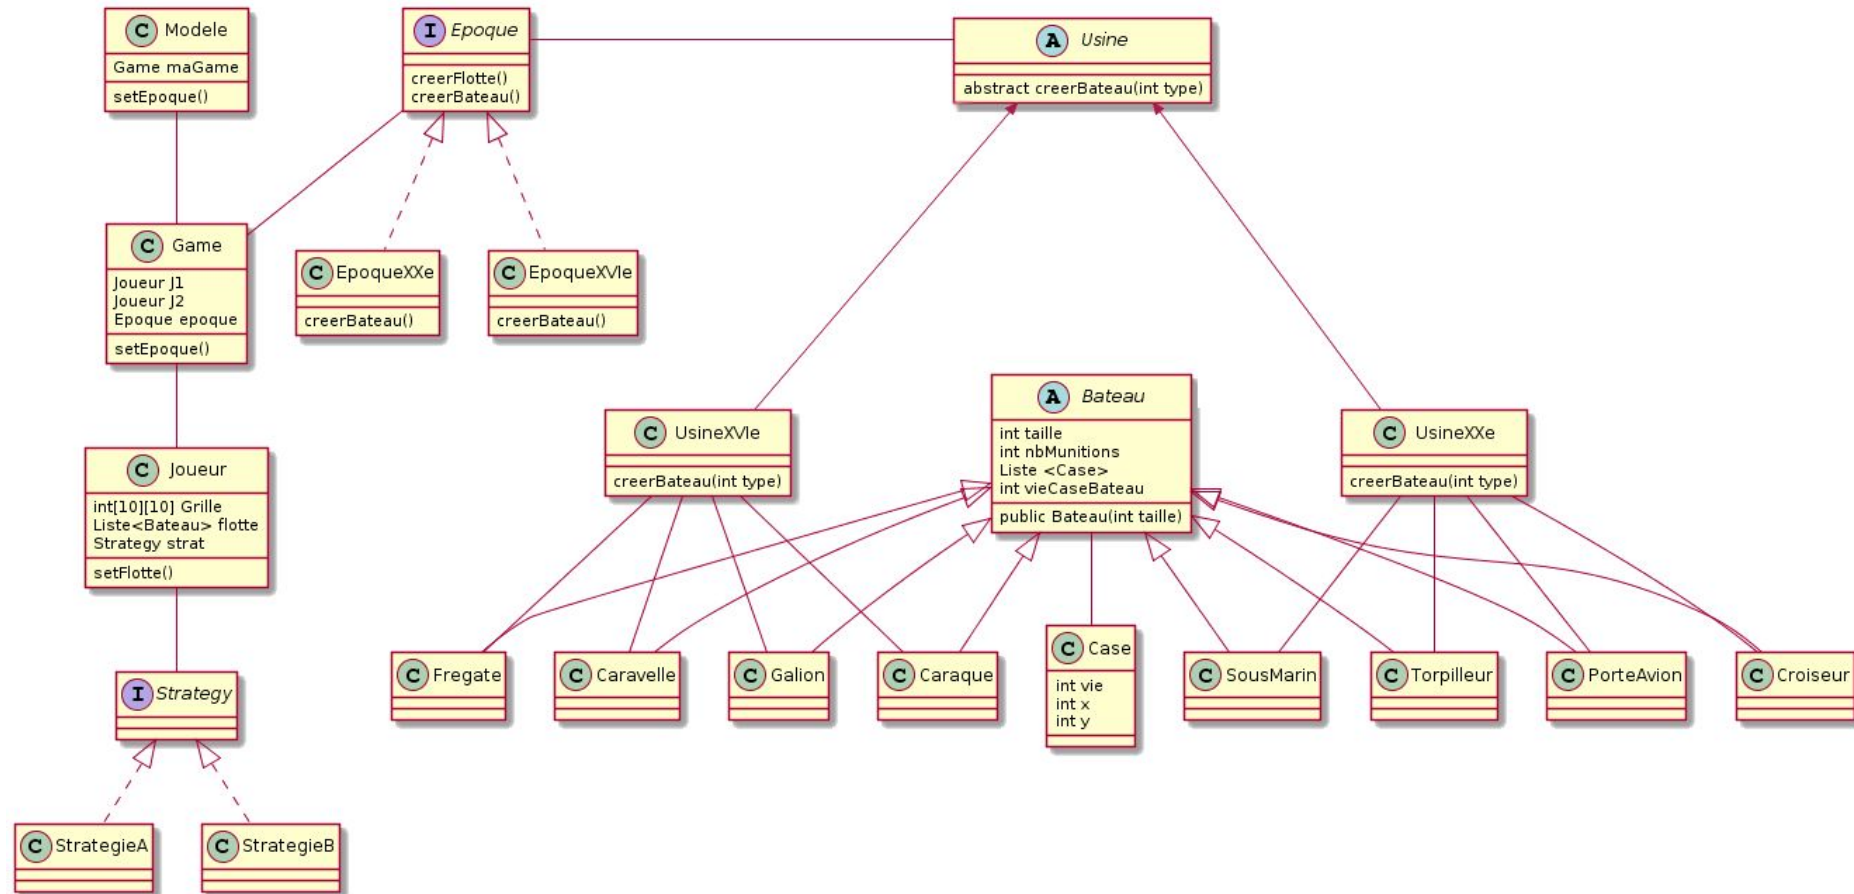 C Modele
Game maGame
setEpoque()
I Epoque
creerFlotte()
creerBateau()
A Usine
abstract creerBateau(int type)
C Game
Joueur J1
Joueur J2
Epoque epoque
setEpoque()
C EpoqueXXe
creerBateau()
C EpoqueXVIe
creerBateau()
C UsineXVIe
creerBateau(int type)
A Bateau
int taille
int nbMunitions
Liste <Case>
int vieCaseBateau
public Bateau(int taille)
C UsineXXe
creerBateau(int type)
C Joueur
int[10][10] Grille
Liste<Bateau> flotte
Strategy strat
setFlotte()
I Strategy
C Fregate
C Caravelle
C Galion
C Caraque
C Case
int vie
int x
int y
C SousMarin
C Torpilleur
C PorteAvion
C Croiseur
C StrategieA
C StrategieB